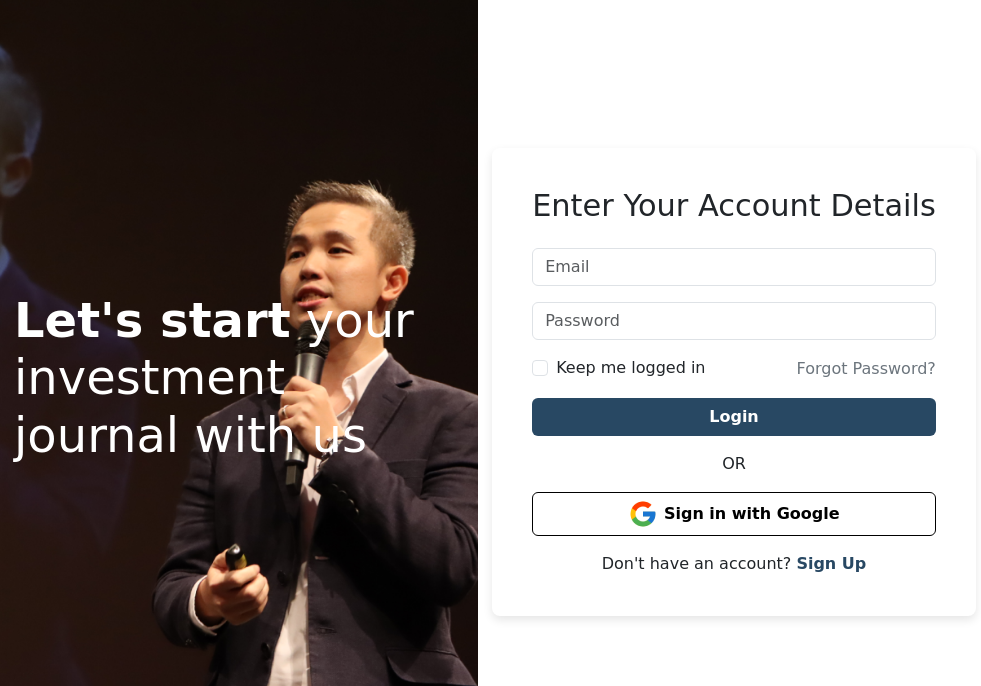 Let's start your
investment
journal with us
Enter Your Account Details
Email
Password
Keep me logged in
Forgot Password?
Login
OR
Sign in with Google
Don't have an account? Sign Up